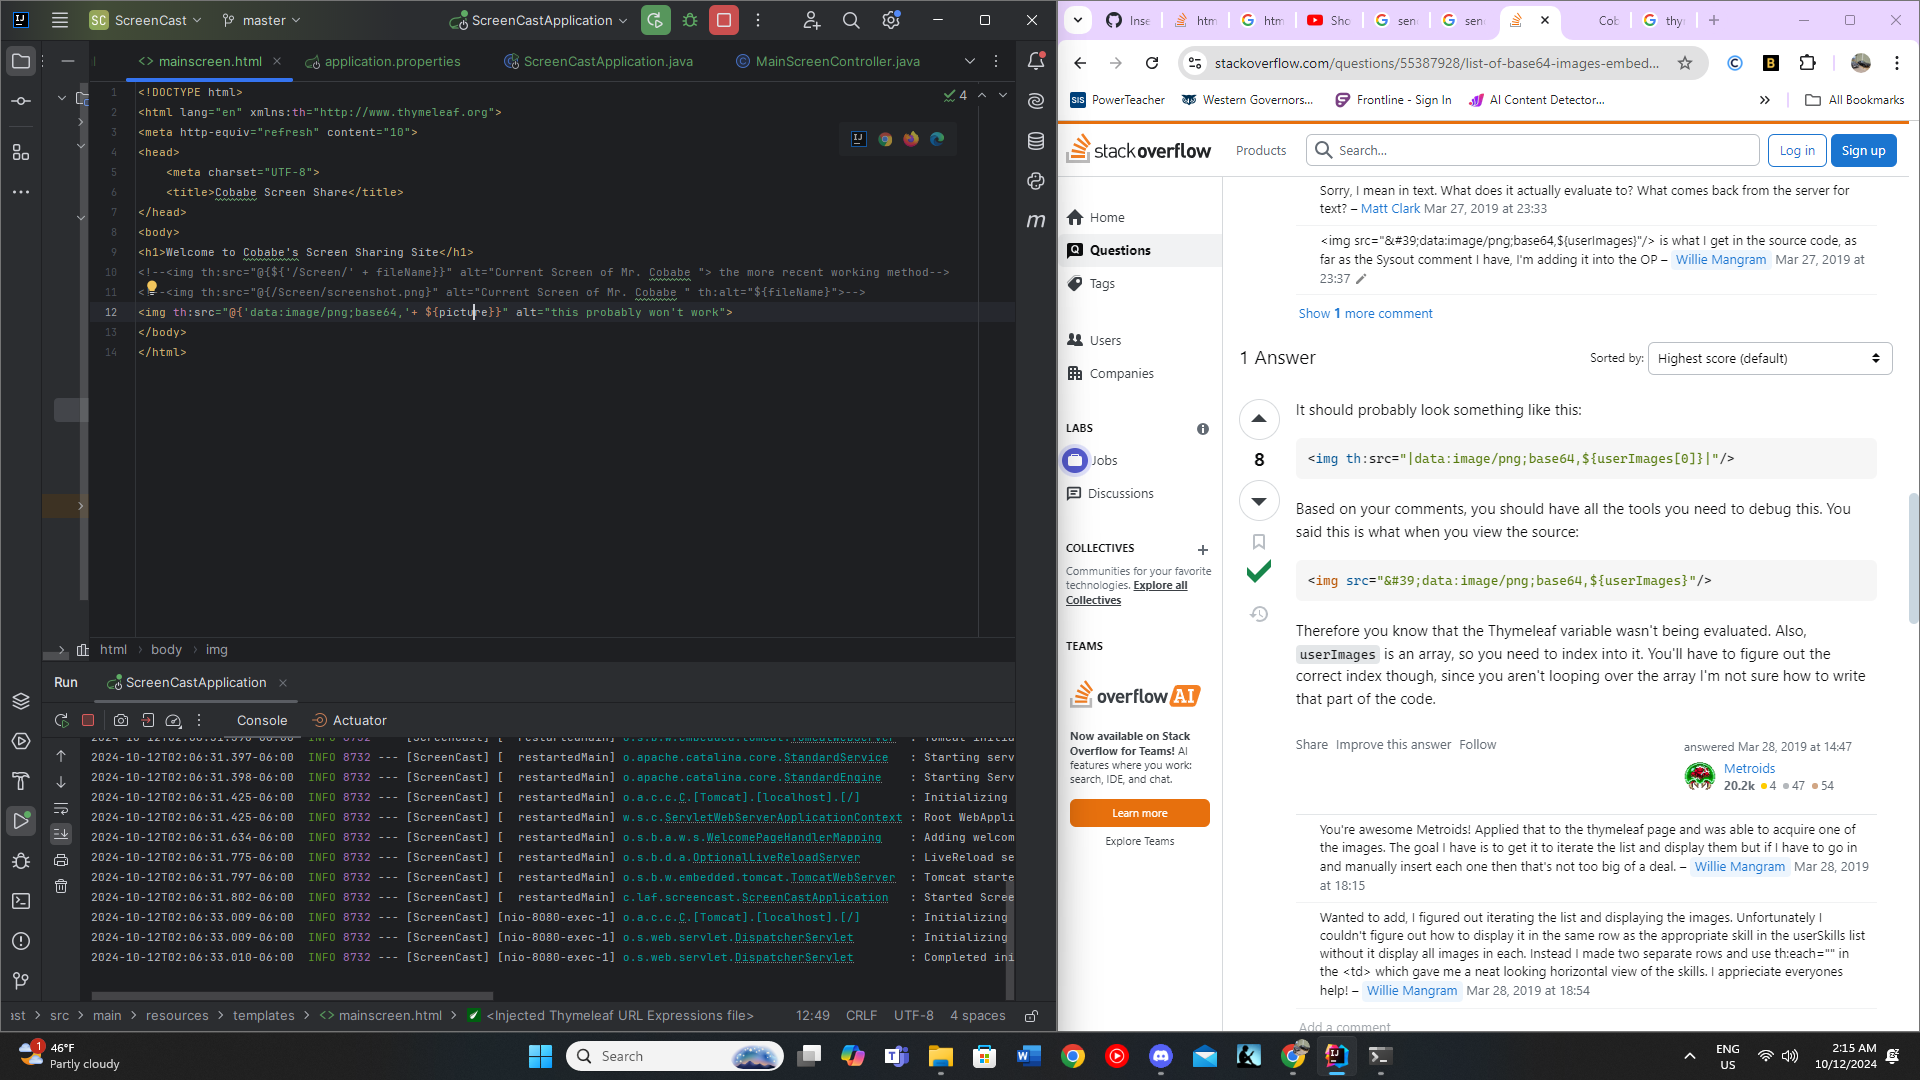 SC ScreenCast
master
ScreenCastApplication
mainscreen.html
application.properties
ScreenCastApplication.java
MainScreenController.java
4
1 <!DOCTYPE html>
2 <html lang="en" xmlns:th="http://www.thymeleaf.org">
3 <meta http-equiv="refresh" content="10">
4 <head>
5 <meta charset="UTF-8">
6 <title>Cobabe Screen Share</title>
7 </head>
8 <body>
9 <h1>Welcome to Cobabe's Screen Sharing Site</h1>
10 <!--<img th:src="@{${'/Screen/' + fileName}}" alt="Current Screen of Mr. Cobabe "> the more recent working method-->
11 <!--<img th:src="@{/Screen/screenshot.png}" alt="Current Screen of Mr. Cobabe " th:alt="${fileName}">-->
12 <img th:src="@{'data:image/png;base64,'+ ${picture}}" alt="this probably won't work">
13 </body>
14 </html>
html > body > img
Run ScreenCastApplication
Console Actuator
2024-10-12T02:06:31.397-06:00 INFO 8732 --- [ScreenCast] [ restartedMain] o.apache.catalina.core.StandardService : Starting serv
2024-10-12T02:06:31.398-06:00 INFO 8732 --- [ScreenCast] [ restartedMain] o.apache.catalina.core.StandardEngine : Starting Serv
2024-10-12T02:06:31.425-06:00 INFO 8732 --- [ScreenCast] [ restartedMain] o.a.c.c.C.[Tomcat].[localhost].[/] : Initializing
2024-10-12T02:06:31.425-06:00 INFO 8732 --- [ScreenCast] [ restartedMain] w.s.c.ServletWebServerApplicationContext : Root WebAppli
2024-10-12T02:06:31.634-06:00 INFO 8732 --- [ScreenCast] [ restartedMain] o.s.b.a.w.s.WelcomePageHandlerMapping : Adding welcom
2024-10-12T02:06:31.775-06:00 INFO 8732 --- [ScreenCast] [ restartedMain] o.s.b.d.a.OptionalLiveReloadServer : LiveReload se
2024-10-12T02:06:31.797-06:00 INFO 8732 --- [ScreenCast] [ restartedMain] o.s.b.w.embedded.tomcat.TomcatWebServer : Tomcat starte
2024-10-12T02:06:31.802-06:00 INFO 8732 --- [ScreenCast] [ restartedMain] c.laf.screencast.ScreenCastApplication : Started Scree
2024-10-12T02:06:33.009-06:00 INFO 8732 --- [ScreenCast] [nio-8080-exec-1] o.a.c.c.C.[Tomcat].[localhost].[/] : Initializing
2024-10-12T02:06:33.009-06:00 INFO 8732 --- [ScreenCast] [nio-8080-exec-1] o.s.web.servlet.DispatcherServlet : Initializing
2024-10-12T02:06:33.010-06:00 INFO 8732 --- [ScreenCast] [nio-8080-exec-1] o.s.web.servlet.DispatcherServlet : Completed ini
ast > src > main > resources > templates > <> mainscreen.html > <Injected Thymeleaf URL Expressions file> 12:49 CRLF UTF-8 4 spaces
Inse
htm
htm
Sho
sen
sen
Cob
thy
stackoverflow.com/questions/55387928/list-of-base64-images-embed...
SIS PowerTeacher
Western Governors...
Frontline - Sign In
AI Content Detector...
All Bookmarks
stackoverflow
Products
Search...
Log in
Sign up
Home
Questions
Tags
Users
Companies
LABS
Jobs
Discussions
COLLECTIVES
Communities for your favorite
technologies. Explore all
Collectives
TEAMS
overflow AI
Now available on Stack
Overflow for Teams! AI
features where you work:
search, IDE, and chat.
Learn more
Explore Teams
Sorry, I mean in text. What does it actually evaluate to? What comes back from the server for
text? – Matt Clark Mar 27, 2019 at 23:33
<img src="&#39;data:image/png;base64,${userImages}"/> is what I get in the source code, as
far as the Sysout comment I have, I'm adding it into the OP – Willie Mangram Mar 27, 2019 at
23:37
Show 1 more comment
1 Answer
Sorted by: Highest score (default)
8
It should probably look something like this:
<img th:src="|data:image/png;base64,${userImages[0]}|"/>
Based on your comments, you should have all the tools you need to debug this. You
said this is what when you view the source:
<img src="&#39;data:image/png;base64,${userImages}"/>
Therefore you know that the Thymeleaf variable wasn't being evaluated. Also,
userImages is an array, so you need to index into it. You'll have to figure out the
correct index though, since you aren't looping over the array I'm not sure how to write
that part of the code.
Share Improve this answer Follow
answered Mar 28, 2019 at 14:47
Metroids
20.2k 4 47 54
You're awesome Metroids! Applied that to the thymeleaf page and was able to acquire one of
the images. The goal I have is to get it to iterate the list and display them but if I have to go in
and manually insert each one then that's not too big of a deal. – Willie Mangram Mar 28, 2019
at 18:15
Wanted to add, I figured out iterating the list and displaying the images. Unfortunately I
couldn't figure out how to display it in the same row as the appropriate skill in the userSkills list
without it display all images in each. Instead I made two separate rows and use th:each="" in
the <td> which gave me a neat looking horizontal view of the skills. I apprieciate everyones
help! – Willie Mangram Mar 28, 2019 at 18:54
Add a comment
1
46°F
Partly cloudy
Search
ENG
US
2:15 AM
10/12/2024